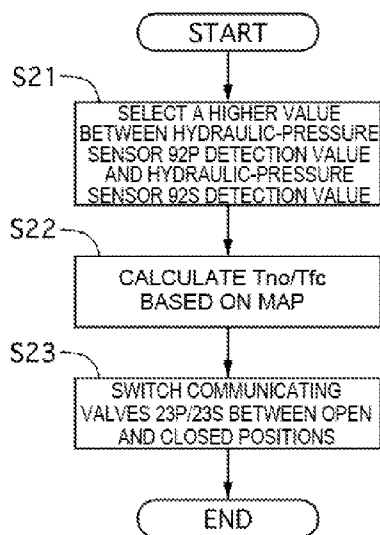 START
S21
SELECT A HIGHER VALUE
BETWEEN HYDRAULIC-PRESSURE
SENSOR 92P DETECTION VALUE
AND HYDRAULIC-PRESSURE
SENSOR 92S DETECTION VALUE
S22
CALCULATE Tno/Tfc
BASED ON MAP
S23
SWITCH COMMUNICATING
VALVES 23P/23S BETWEEN OPEN
AND CLOSED POSITIONS
END